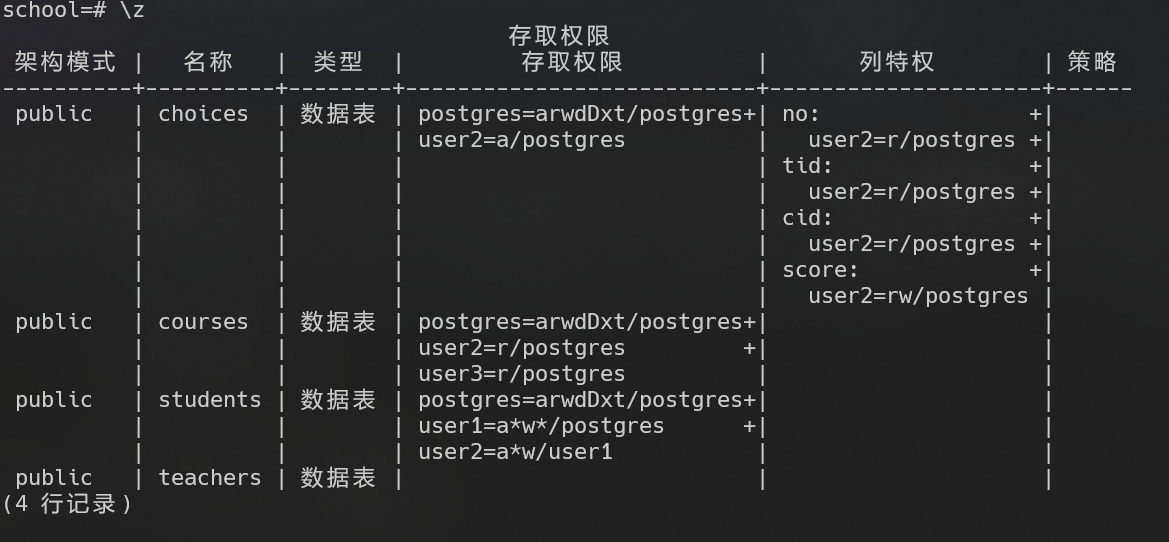 school=# \z
                                       存取权限
 架构模式 |   名称   |  类型  |         存取权限          |       列特权        | 策略
----------+----------+--------+---------------------------+---------------------+------
 public   | choices  | 数据表 | postgres=arwdDxt/postgres+| no:                +|
          |          |        | user2=a/postgres          |   user2=r/postgres +|
          |          |        |                           | tid:               +|
          |          |        |                           |   user2=r/postgres +|
          |          |        |                           | cid:               +|
          |          |        |                           |   user2=r/postgres +|
          |          |        |                           | score:             +|
          |          |        |                           |   user2=rw/postgres |
 public   | courses  | 数据表 | postgres=arwdDxt/postgres+|                     |
          |          |        | user2=r/postgres         +|                     |
          |          |        | user3=r/postgres          |                     |
 public   | students | 数据表 | postgres=arwdDxt/postgres+|                     |
          |          |        | user1=a*w*/postgres      +|                     |
          |          |        | user2=a*w/user1           |                     |
 public   | teachers | 数据表 |                           |                     |
(4 行记录)